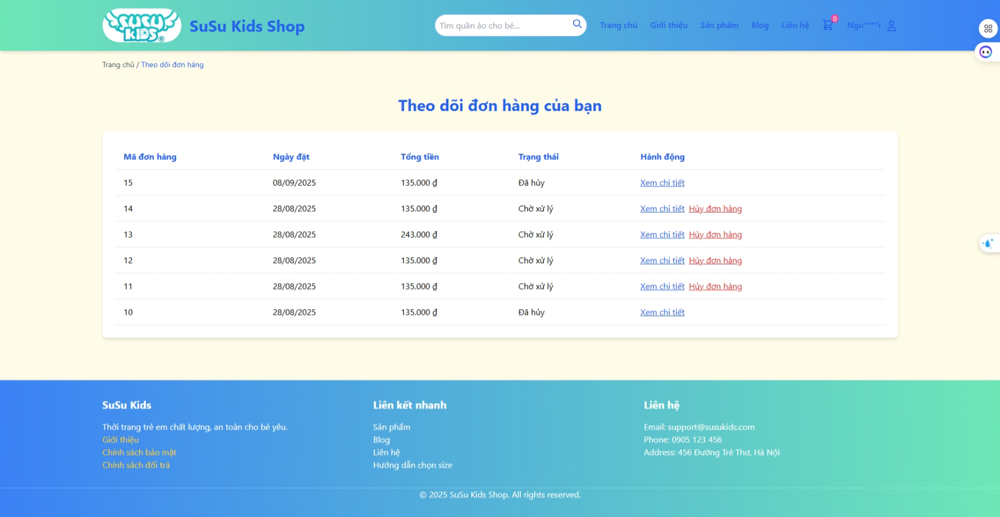 SUSU KIDS®
SuSu Kids Shop
Tìm quần áo cho bé...
Trang chủ Giới thiệu Sản phẩm Blog Liên hệ 0 Ngu****i
Trang chủ / Theo dõi đơn hàng
Theo dõi đơn hàng của bạn
Mã đơn hàng Ngày đặt Tổng tiền Trạng thái Hành động
15 08/09/2025 135.000 ₫ Đã hủy Xem chi tiết
14 28/08/2025 135.000 ₫ Chờ xử lý Xem chi tiết Hủy đơn hàng
13 28/08/2025 243.000 ₫ Chờ xử lý Xem chi tiết Hủy đơn hàng
12 28/08/2025 135.000 ₫ Chờ xử lý Xem chi tiết Hủy đơn hàng
11 28/08/2025 135.000 ₫ Chờ xử lý Xem chi tiết Hủy đơn hàng
10 28/08/2025 135.000 ₫ Đã hủy Xem chi tiết
SuSu Kids
Thời trang trẻ em chất lượng, an toàn cho bé yêu.
Giới thiệu
Chính sách bảo mật
Chính sách đổi trả
Liên kết nhanh
Sản phẩm
Blog
Liên hệ
Hướng dẫn chọn size
Liên hệ
Email: support@susukids.com
Phone: 0905 123 456
Address: 456 Đường Trẻ Thơ, Hà Nội
© 2025 SuSu Kids Shop. All rights reserved.